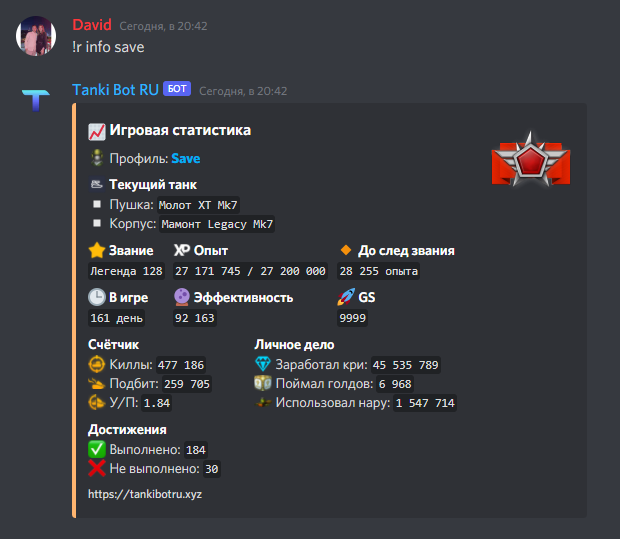 David Сегодня, в 20:42
!r info save
Tanki Bot RU БОТ Сегодня, в 20:42
Игровая статистика
Профиль: Save
Текущий танк
Пушка: Молот XT Mk7
Корпус: Мамонт Legacy Mk7
Звание XP Опыт До след звания
Легенда 128 27 171 745 / 27 200 000 28 255 опыта
В игре Эффективность GS
161 день 92 163 9999
Счётчик Личное дело
Киллы: 477 186 Заработал кри: 45 535 789
Подбит: 259 705 Поймал голдов: 6 968
У/П: 1.84 Использовал нару: 1 547 714
Достижения
Выполнено: 184
Не выполнено: 30
https://tankibotru.xyz